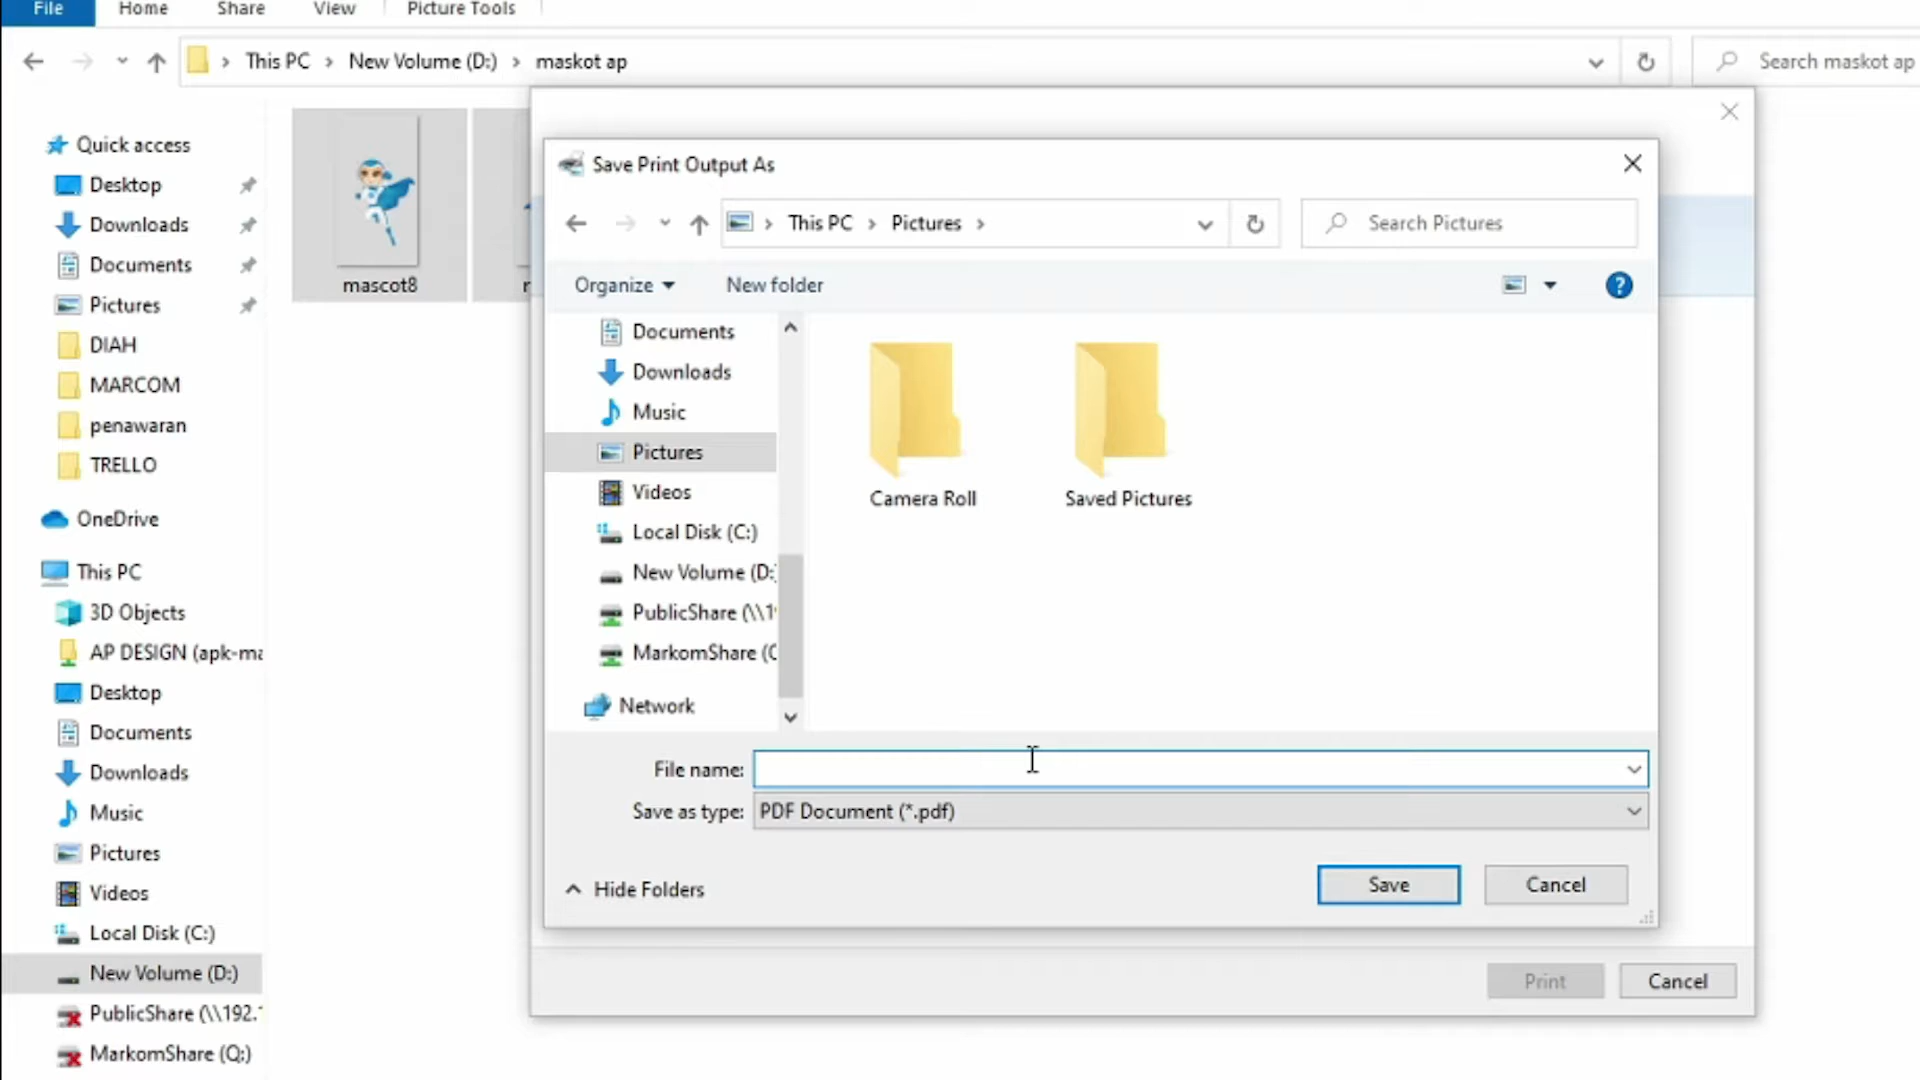 File Home Share View Picture Tools
This PC New Volume (D:) maskot ap
Search maskot ap
Quick access
Desktop
Downloads
Documents
Pictures
DIAH
MARCOM
penawaran
TRELLO
OneDrive
This PC
3D Objects
AP DESIGN (apk-ma
Desktop
Documents
Downloads
Music
Pictures
Videos
Local Disk (C:)
New Volume (D:)
PublicShare (\\192.1
MarkomShare (Q:)
mascot8
Save Print Output As
This PC Pictures
Search Pictures
Organize New folder
Documents
Downloads
Music
Pictures
Videos
Local Disk (C:)
New Volume (D:
PublicShare (\\1
MarkomShare (
Network
Camera Roll
Saved Pictures
File name:
Save as type: PDF Document (*.pdf)
Hide Folders
Save Cancel
Print Cancel